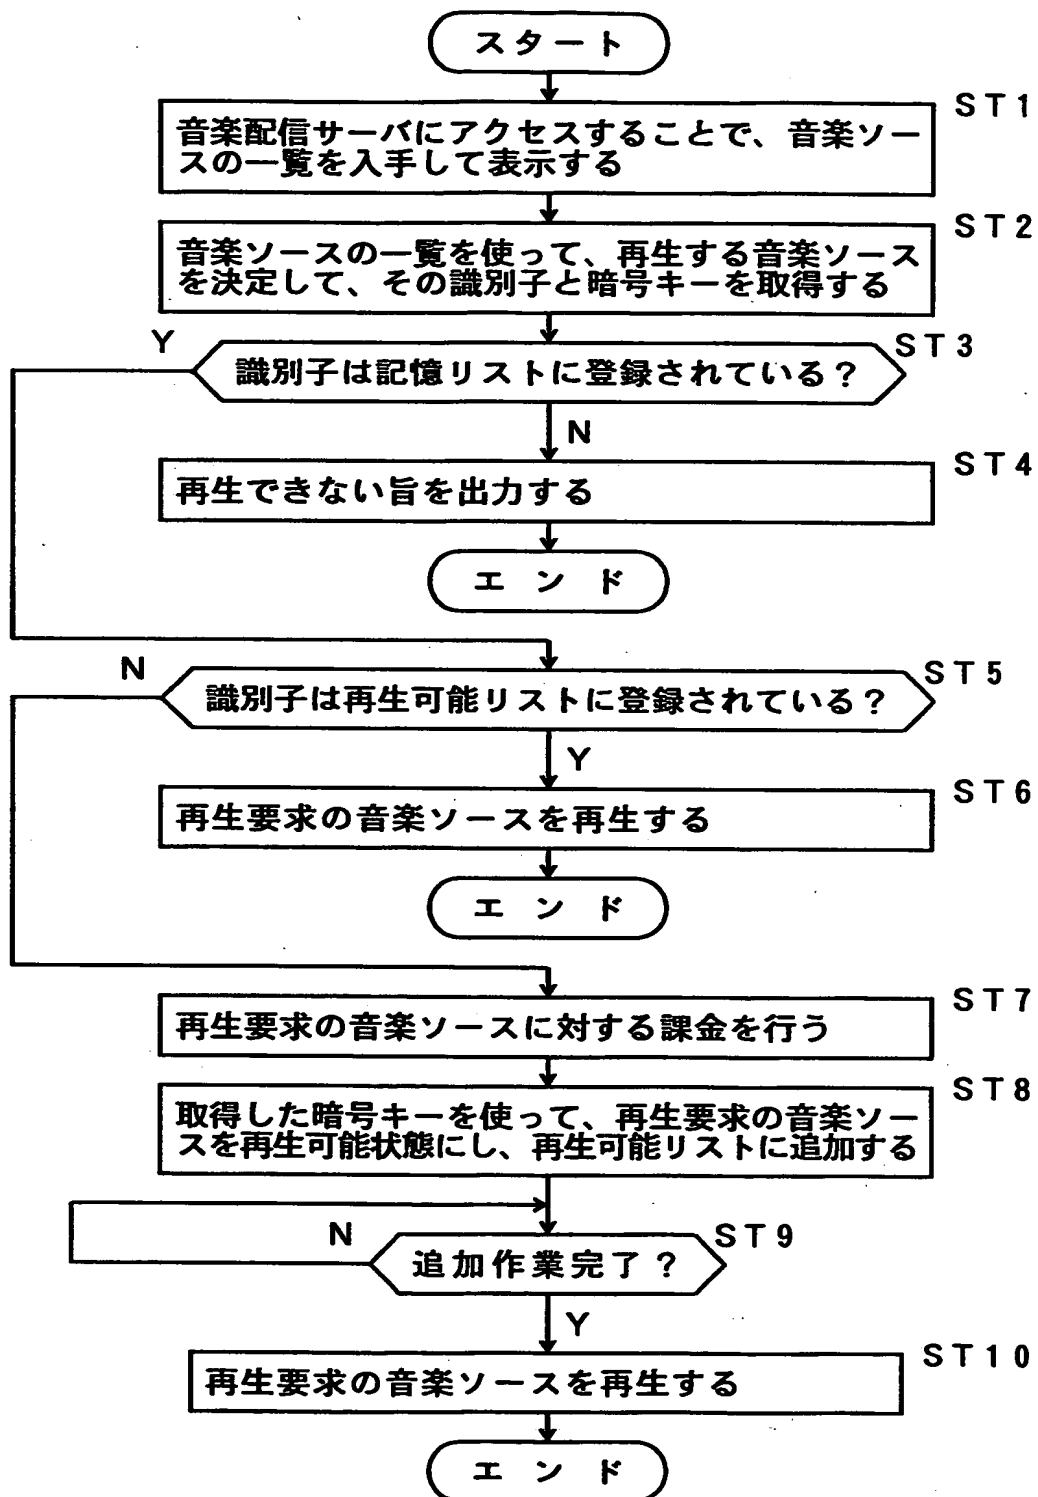 スタート
ST1
音楽配信サーバにアクセスすることで、音楽ソー
スの一覧を入手して表示する
ST2
音楽ソースの一覧を使って、再生する音楽ソース
を決定して、その識別子と暗号キーを取得する
Y
ST3
識別子は記憶リストに登録されている？
N
ST4
再生できない旨を出力する
エンド
N
ST5
識別子は再生可能リストに登録されている？
Y
ST6
再生要求の音楽ソースを再生する
エンド
ST7
再生要求の音楽ソースに対する課金を行う
ST8
取得した暗号キーを使って、再生要求の音楽ソー
スを再生可能状態にし、再生可能リストに追加する
N
ST9
追加作業完了？
Y
ST10
再生要求の音楽ソースを再生する
エンド